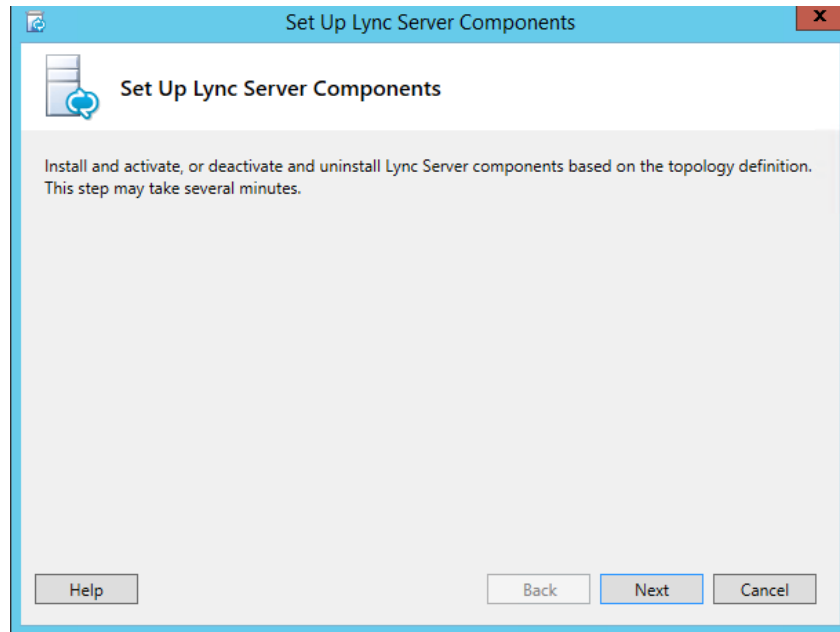 Set Up Lync Server Components
x
Set Up Lync Server Components
Install and activate, or deactivate and uninstall Lync Server components based on the topology definition.
This step may take several minutes.
Help
Back
Next
Cancel